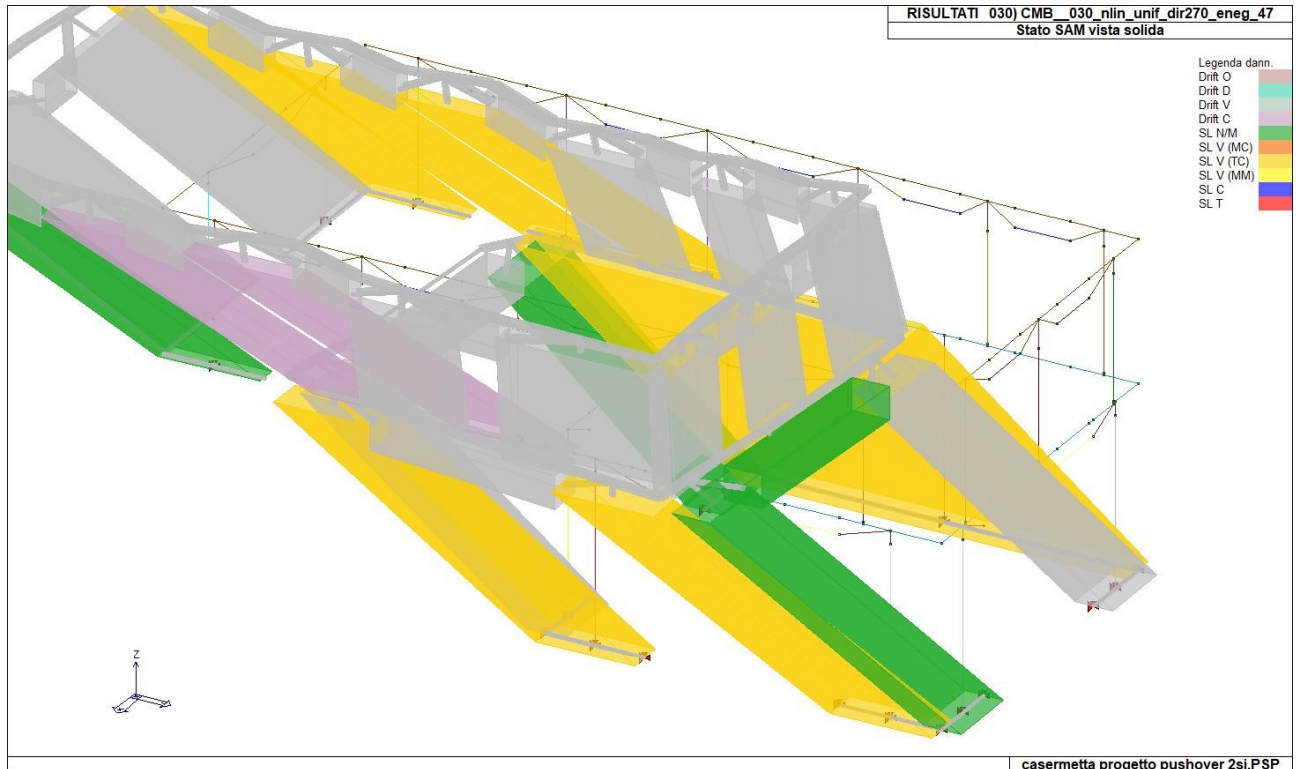 RISULTATI 030) CMB__030_nlin_unif_dir270_eneg_47
Stato SAM vista solida
Legenda dann.
Drift O
Drift D
Drift V
Drift C
SL N/M
SL V (MC)
SL V (TC)
SL V (MM)
SL C
SL T
Z
casermetta progetto pushover 2si.PSP